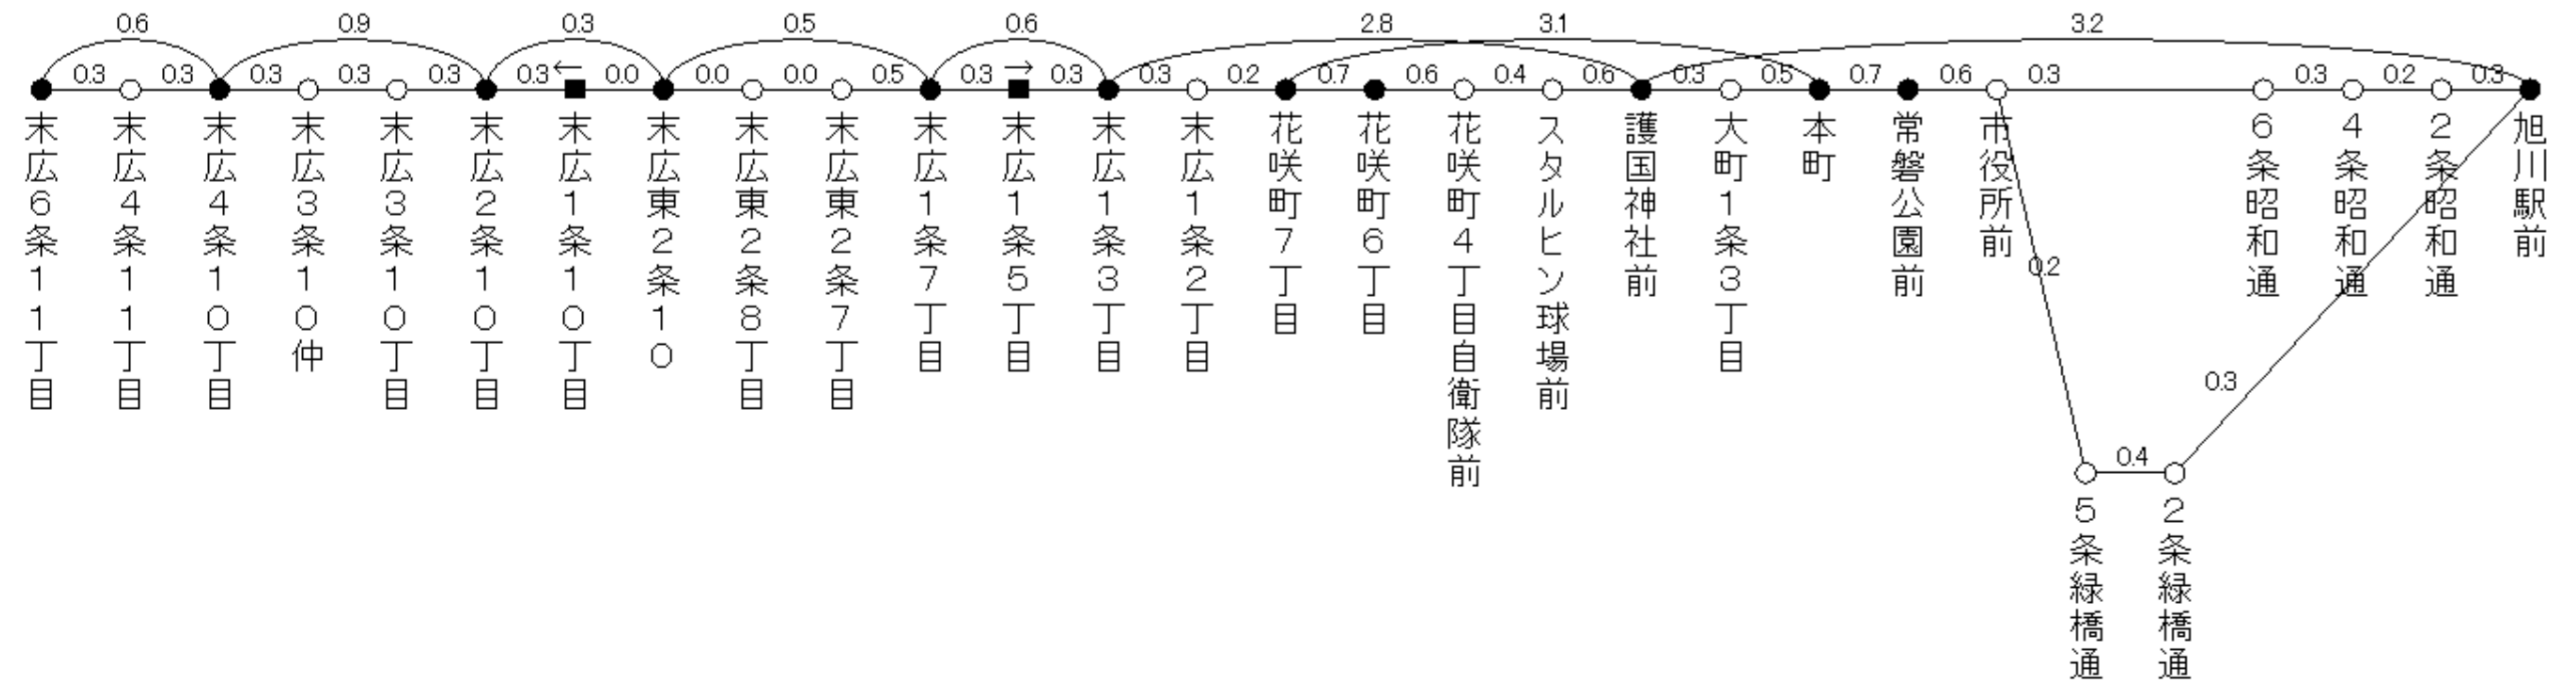 0.6 0.9 0.3 0.5 0.6 2.8 3.1 3.2
0.3 0.3 0.3 0.3 0.3 0.3 ← 0.0 0.0 0.0 0.5 0.3 → 0.3 0.3 0.2 0.7 0.6 0.4 0.6 0.3 0.5 0.7 0.6 0.3 0.3 0.2 0.3
末広6条11丁目
末広4条11丁目
末広4条10丁目
末広3条10仲
末広3条10丁目
末広2条10丁目
末広1条10丁目
末広東2条10
末広東2条8丁目
末広東2条7丁目
末広1条7丁目
末広1条5丁目
末広1条3丁目
末広1条2丁目
花咲町7丁目
花咲町6丁目
花咲町4丁目自衛隊前
スタルヒン球場前
護国神社前
大町1条3丁目
本町
常磐公園前
市役所前
6条昭和通
4条昭和通
2条昭和通
旭川駅前
0.2
0.3
0.4
5条緑橋通
2条緑橋通